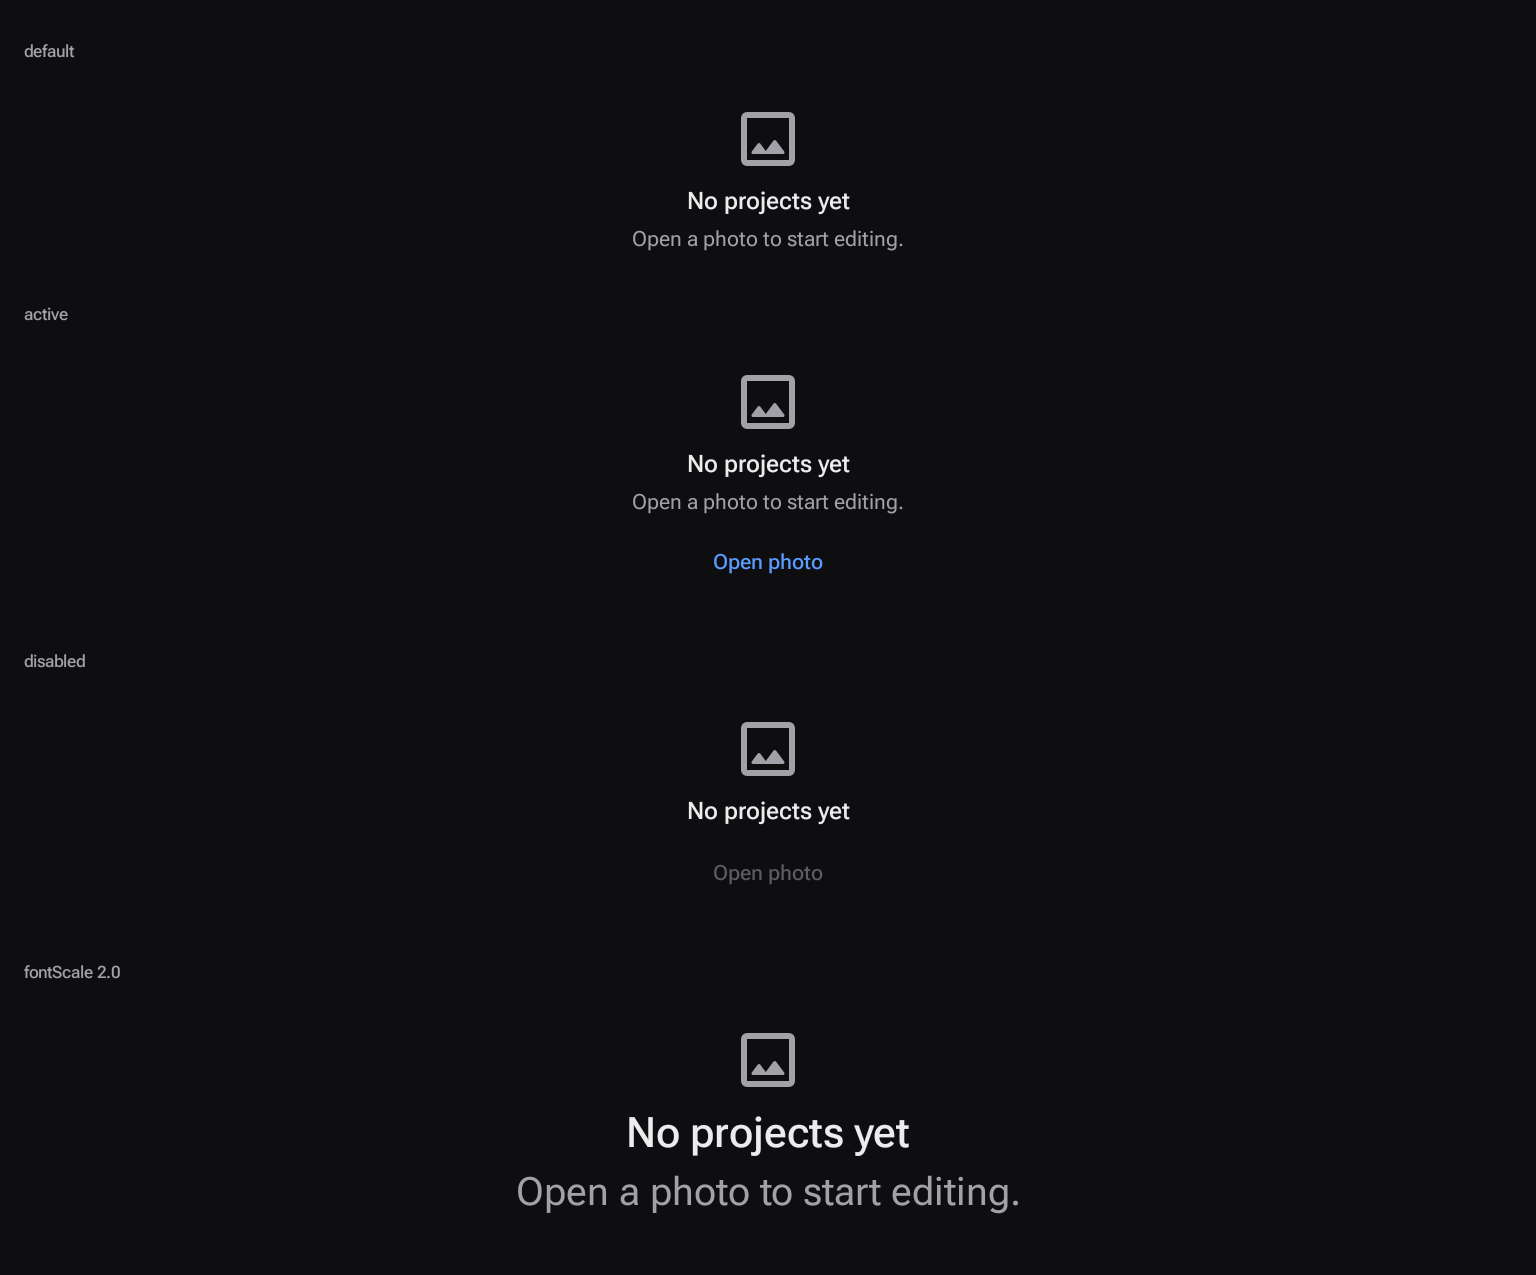 default
No projects yet
Open a photo to start editing.
active
No projects yet
Open a photo to start editing.
Open photo
disabled
No projects yet
Open photo
fontScale 2.0
No projects yet
Open a photo to start editing.